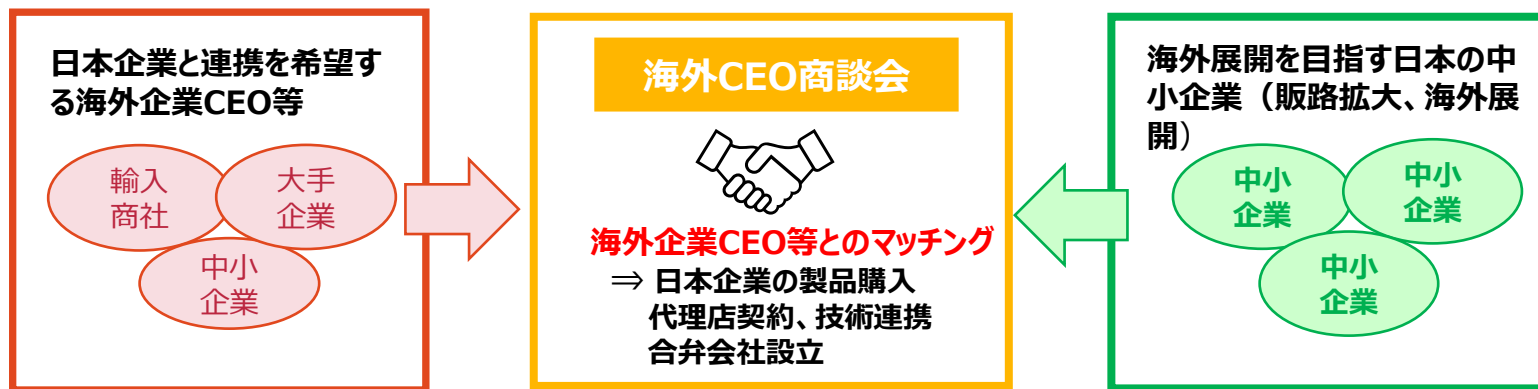 日本企業と連携を希望す
る海外企業CEO等
輸入
商社
大手
企業
中小
企業
海外CEO商談会
海外企業CEO等とのマッチング
⇒ 日本企業の製品購入
代理店契約、技術連携
合弁会社設立
海外展開を目指す日本の中
小企業（販路拡大、海外展
開）
中小
企業
中小
企業
中小
企業